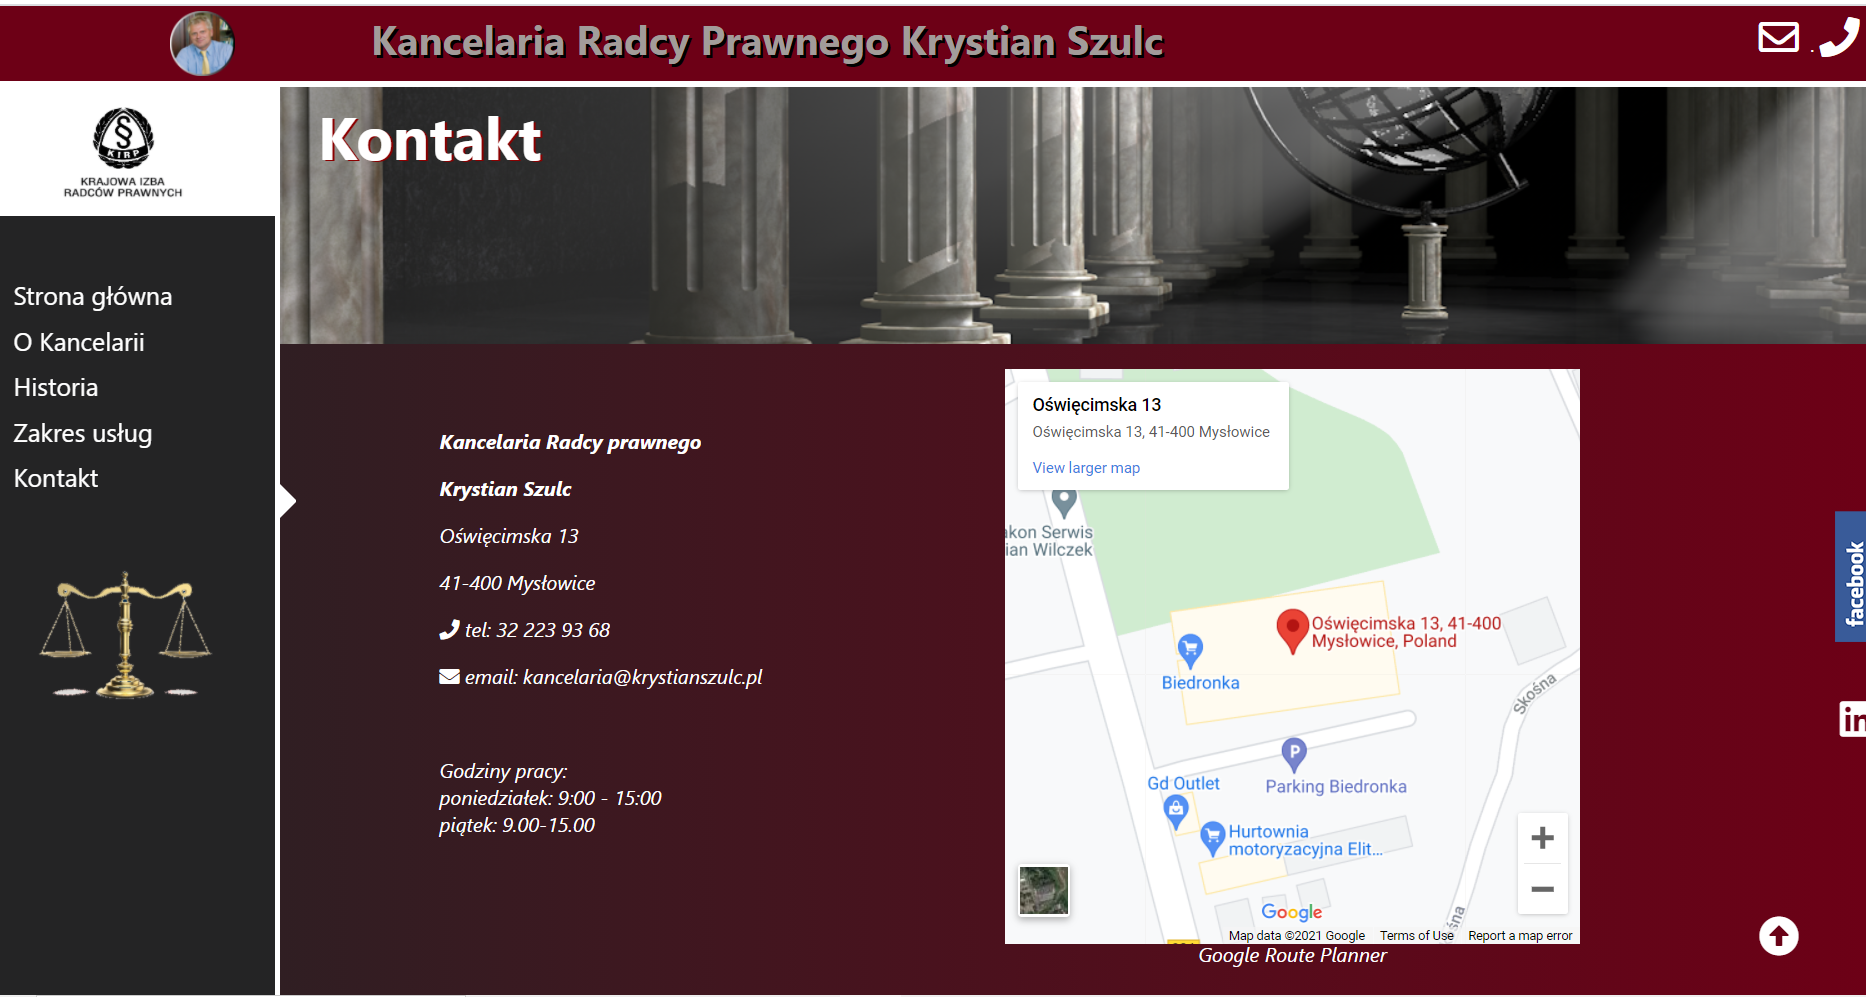 Kancelaria Radcy Prawnego Krystian Szulc
KIRP
KRAJOWA IZBA
RADCÓW PRAWNYCH
Strona główna
O Kancelarii
Historia
Zakres usług
Kontakt
Kontakt
Kancelaria Radcy prawnego
Krystian Szulc
Oświęcimska 13
41-400 Mysłowice
tel: 32 223 93 68
email: kancelaria@krystianszulc.pl
Godziny pracy:
poniedziałek: 9:00 - 15:00
piątek: 9.00-15.00
Oświęcimska 13
Oświęcimska 13, 41-400 Mysłowice
View larger map
akon Serwis
ian Wilczek
Oświęcimska 13, 41-400
Mysłowice, Poland
Biedronka
Skośna
P
Parking Biedronka
Gd Outlet
Hurtownia
motoryzacyjna Elit...
śna
Google
Map data ©2021 Google Terms of Use Report a map error
Google Route Planner
facebook
in